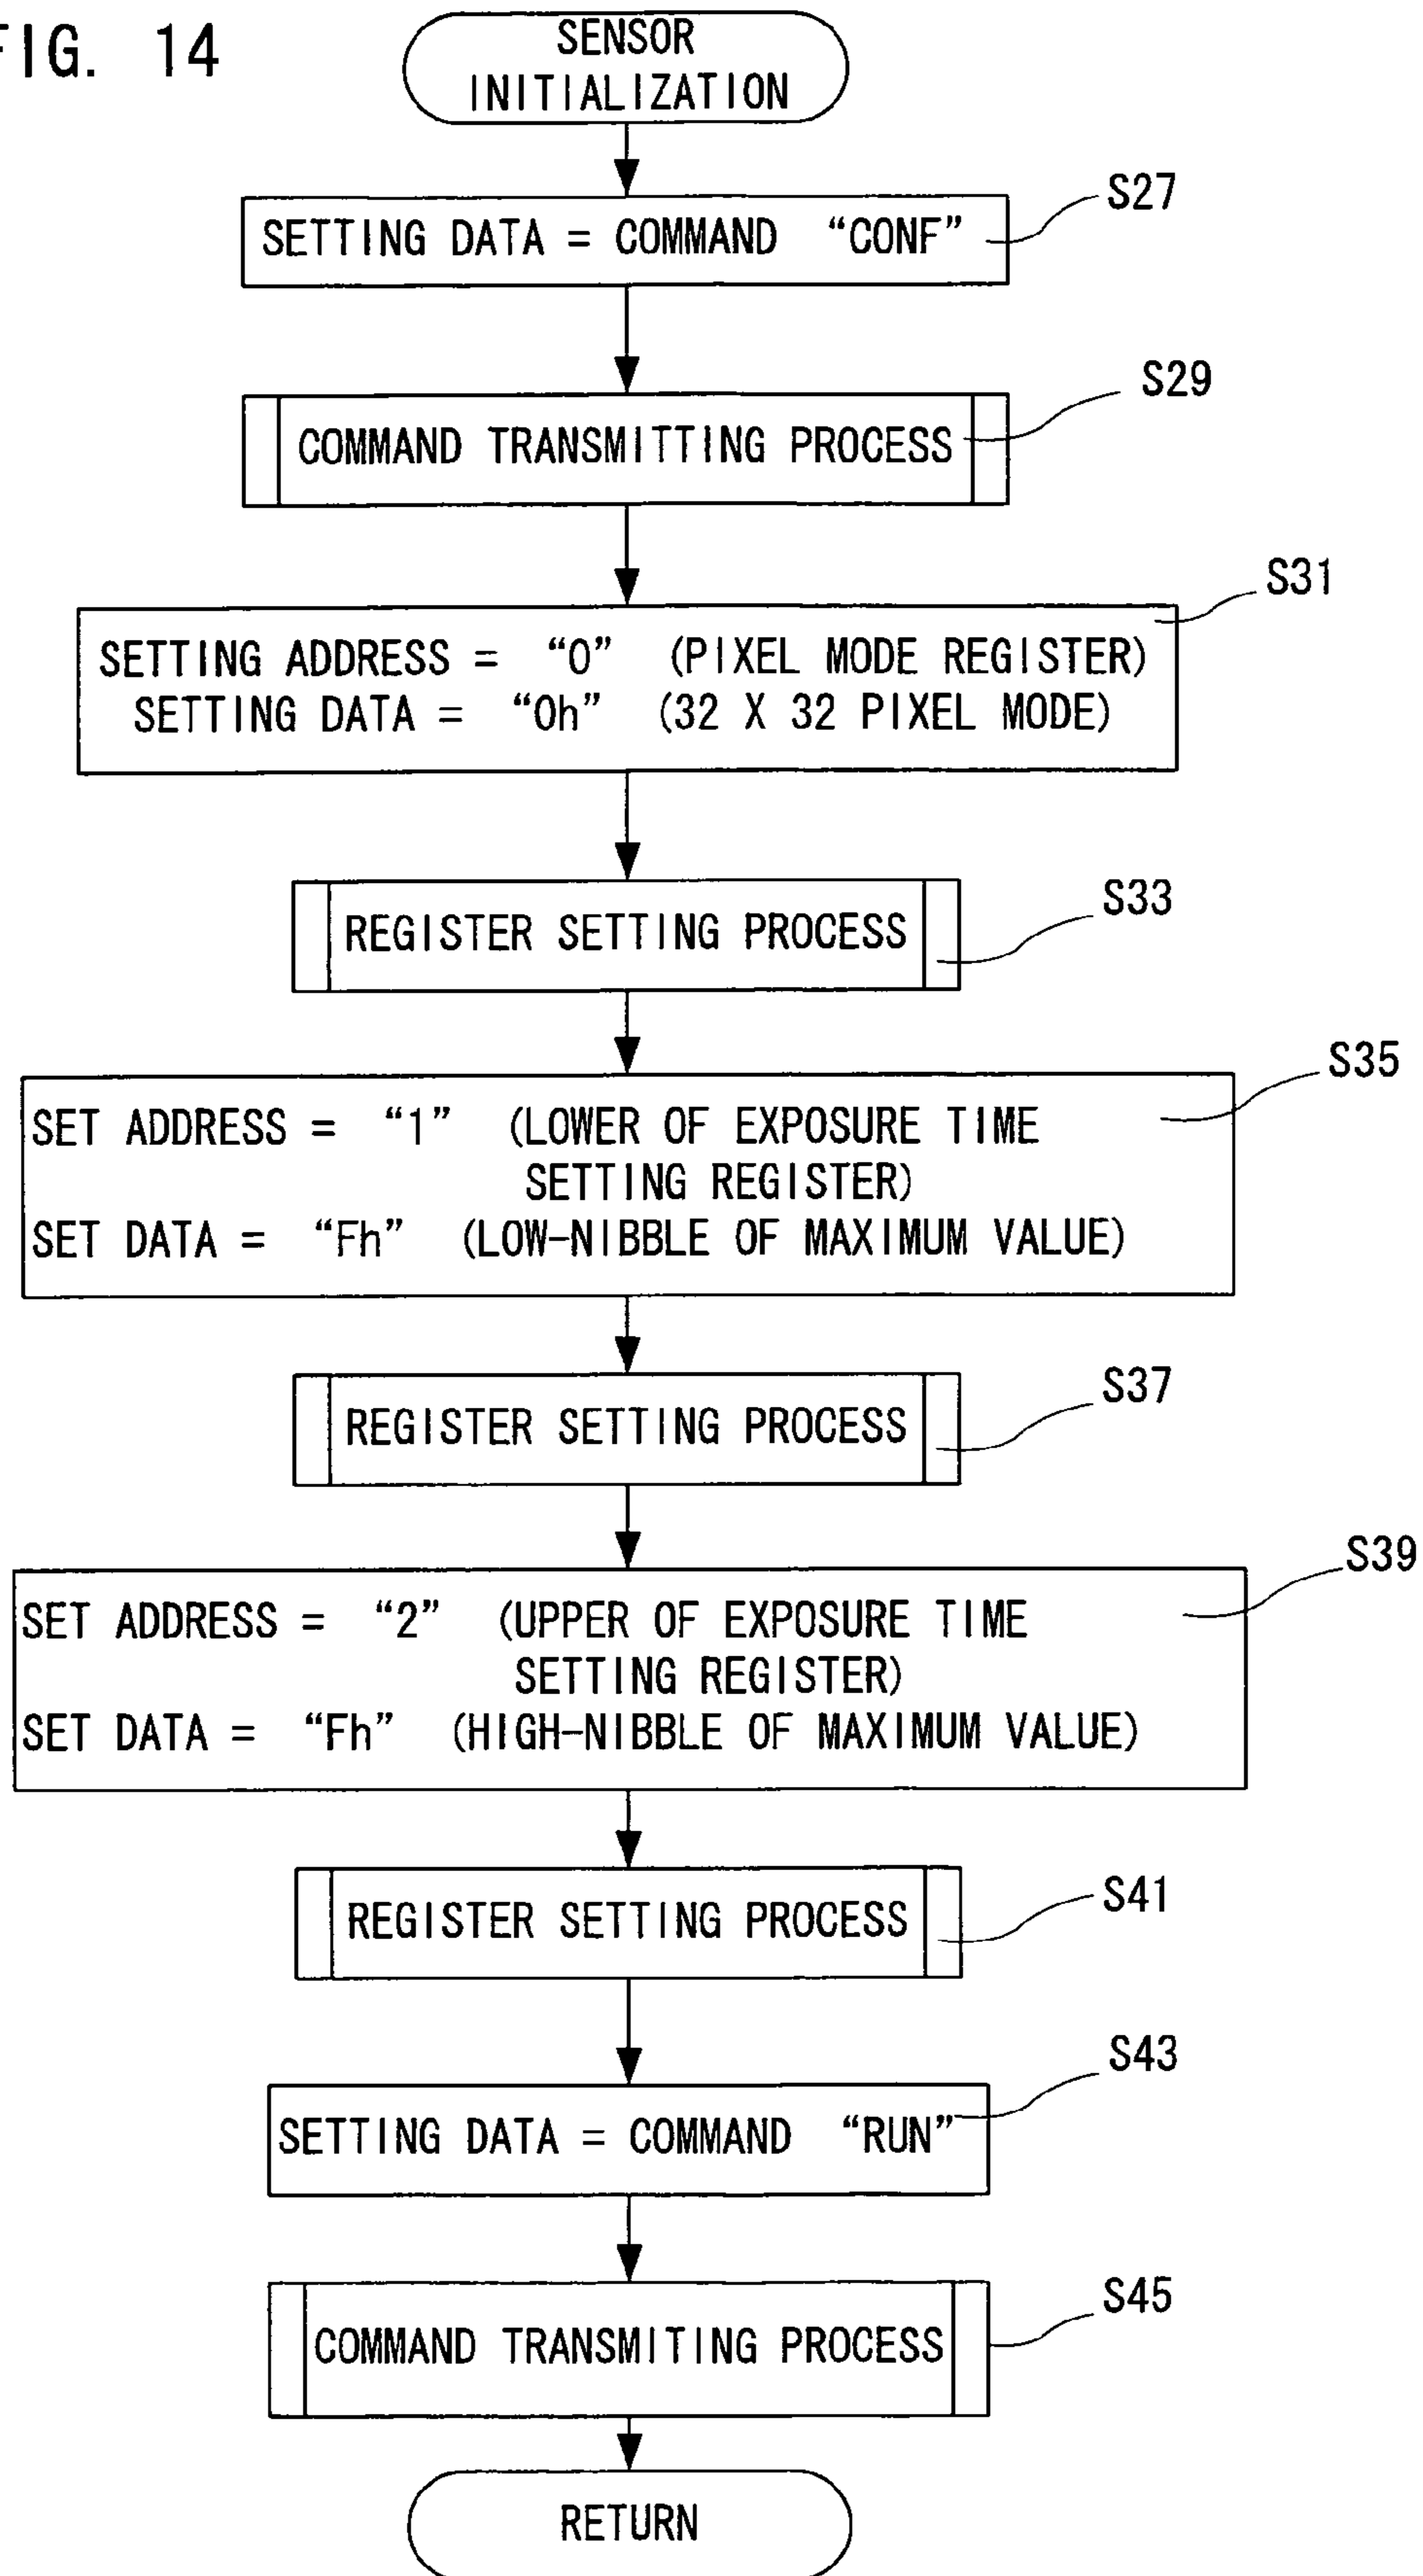 FIG. 14
SENSOR
INITIALIZATION
S27
SETTING DATA = COMMAND “CONF”
S29
COMMAND TRANSMITTING PROCESS
S31
SETTING ADDRESS = “0” (PIXEL MODE REGISTER)
SETTING DATA = “0h” (32 X 32 PIXEL MODE)
S33
REGISTER SETTING PROCESS
S35
SET ADDRESS = “1” (LOWER OF EXPOSURE TIME
SETTING REGISTER)
SET DATA = “Fh” (LOW-NIBBLE OF MAXIMUM VALUE)
S37
REGISTER SETTING PROCESS
S39
SET ADDRESS = “2” (UPPER OF EXPOSURE TIME
SETTING REGISTER)
SET DATA = “Fh” (HIGH-NIBBLE OF MAXIMUM VALUE)
S41
REGISTER SETTING PROCESS
S43
SETTING DATA = COMMAND “RUN”
S45
COMMAND TRANSMITING PROCESS
RETURN